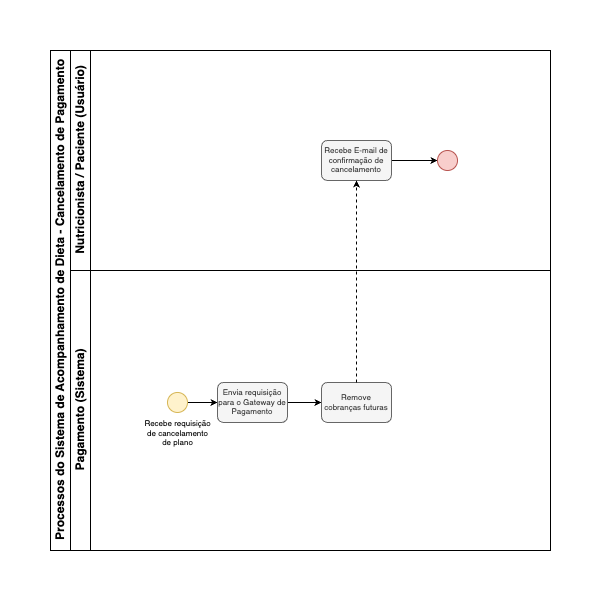 Processos do Sistema de Acompanhamento de Dieta - Cancelamento de Pagamento
Nutricionista / Paciente (Usuário)
Recebe E-mail de
confirmação de
cancelamento
Pagamento (Sistema)
Recebe requisição
de cancelamento
de plano
Envia requisição
para o Gateway de
Pagamento
Remove
cobranças futuras